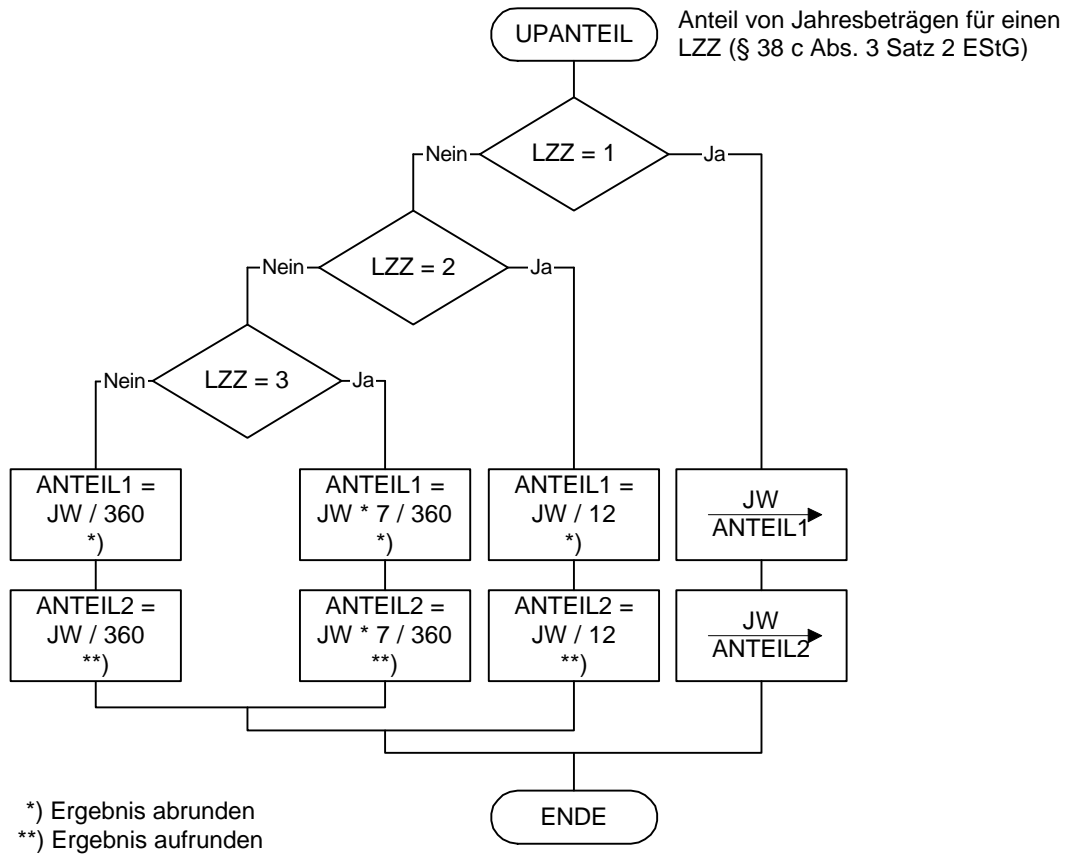 UPANTEIL
Anteil von Jahresbeträgen für einen
LZZ (§ 38 c Abs. 3 Satz 2 EStG)
LZZ = 1
Nein
Ja
LZZ = 2
Nein
Ja
LZZ = 3
Nein
Ja
ANTEIL1 =
JW / 360
*)
ANTEIL1 =
JW * 7 / 360
*)
ANTEIL1 =
JW / 12
*)
JW
ANTEIL1
ANTEIL2 =
JW / 360
**)
ANTEIL2 =
JW * 7 / 360
**)
ANTEIL2 =
JW / 12
**)
JW
ANTEIL2
ENDE
*) Ergebnis abrunden
**) Ergebnis aufrunden